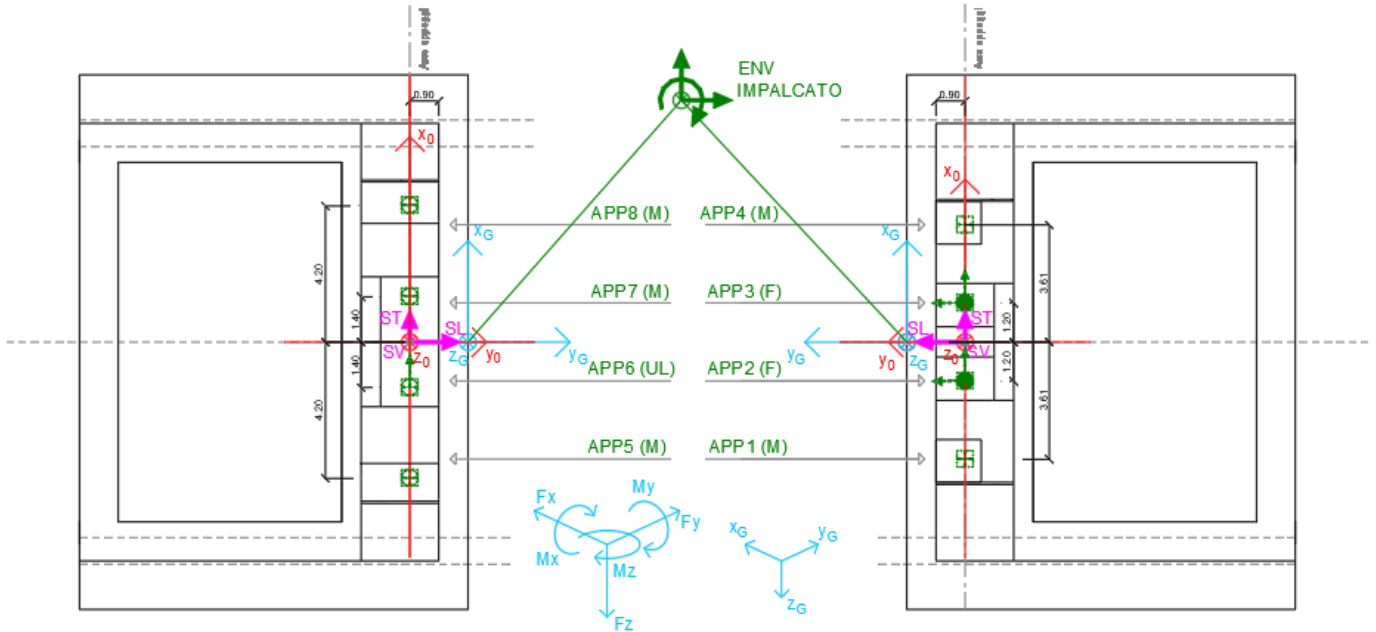 ENV
IMPALCATO
0.90
0.90
x0
x0
APP8 (M)
APP4 (M)
xG
xG
4.20
3.61
APP7 (M)
APP3 (F)
1.40
ST
SL
SV
z0
zG
y0
yG
yG
y0
SL
zG
z0
SV
ST
1.20
1.40
APP6 (UL)
APP2 (F)
1.20
4.20
3.61
APP5 (M)
APP1 (M)
Fx
My
Fy
Mx
Mz
Fz
xG
yG
zG